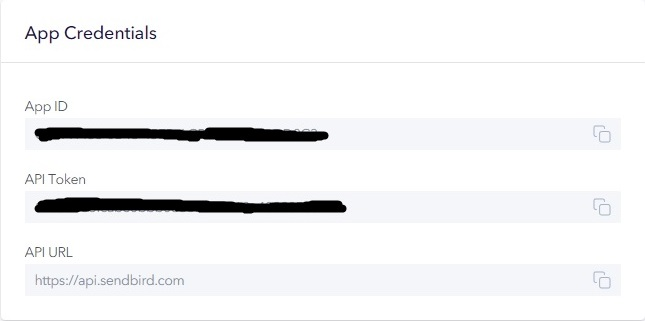 App Credentials
App ID
API Token
API URL
https://api.sendbird.com